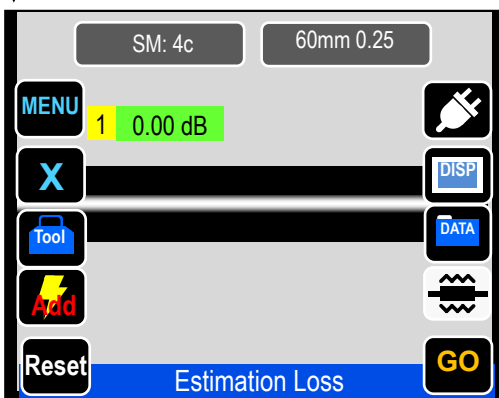 SM: 4c
60mm 0.25
MENU
1 0.00 dB
X
DISP
Tool
DATA
Add
Reset
GO
Estimation Loss